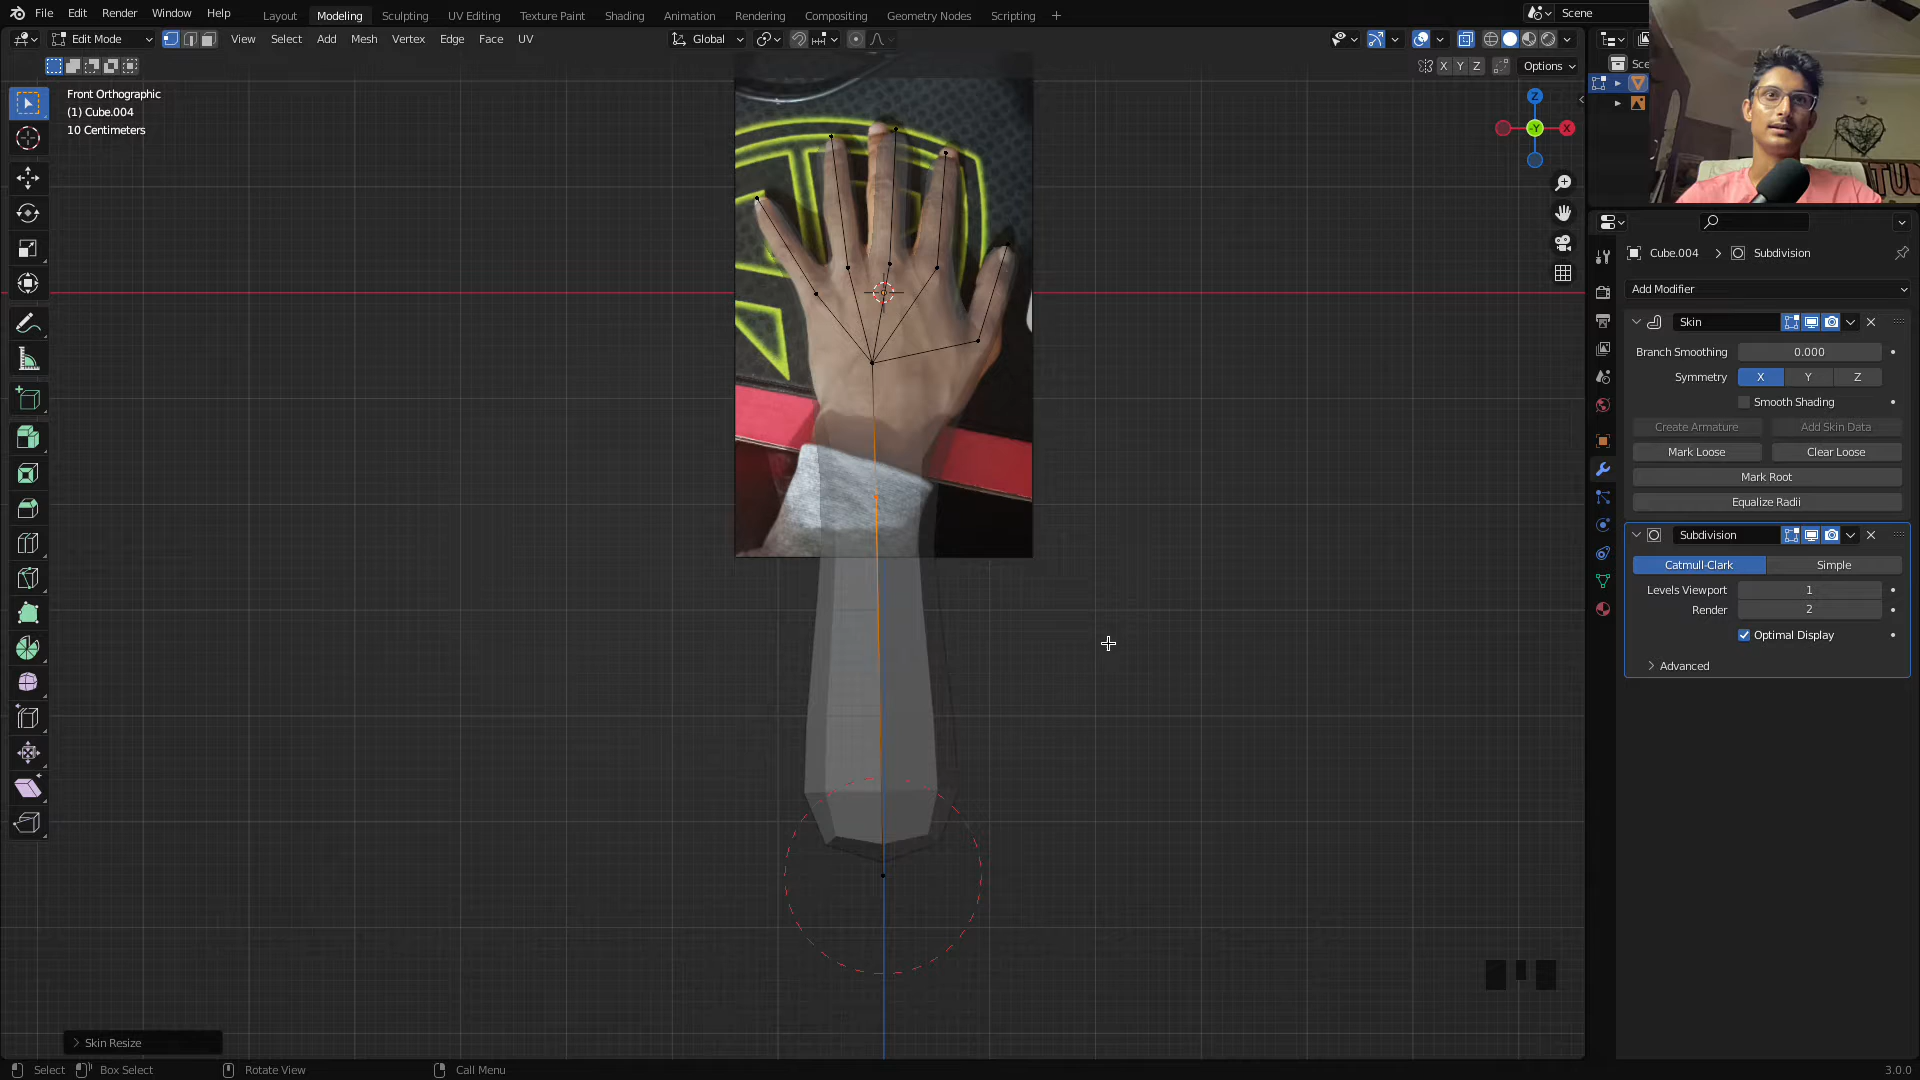 File Edit Render Window Help
Layout Modeling Sculpting UV Editing Texture Paint Shading Animation Rendering Compositing Geometry Nodes Scripting +
Scene
Edit Mode
View Select Add Mesh Vertex Edge Face UV
Global
X Y Z
Options
Front Orthographic
(1) Cube.004
10 Centimeters
Z
-Y
X
Cube.004 > Subdivision
Add Modifier
Skin
Branch Smoothing 0.000
Symmetry X Y Z
Smooth Shading
Create Armature Add Skin Data
Mark Loose Clear Loose
Mark Root
Equalize Radii
Subdivision
Catmull-Clark Simple
Levels Viewport 1
Render 2
Optimal Display
Advanced
Skin Resize
Select Box Select Rotate View Call Menu
3.0.0